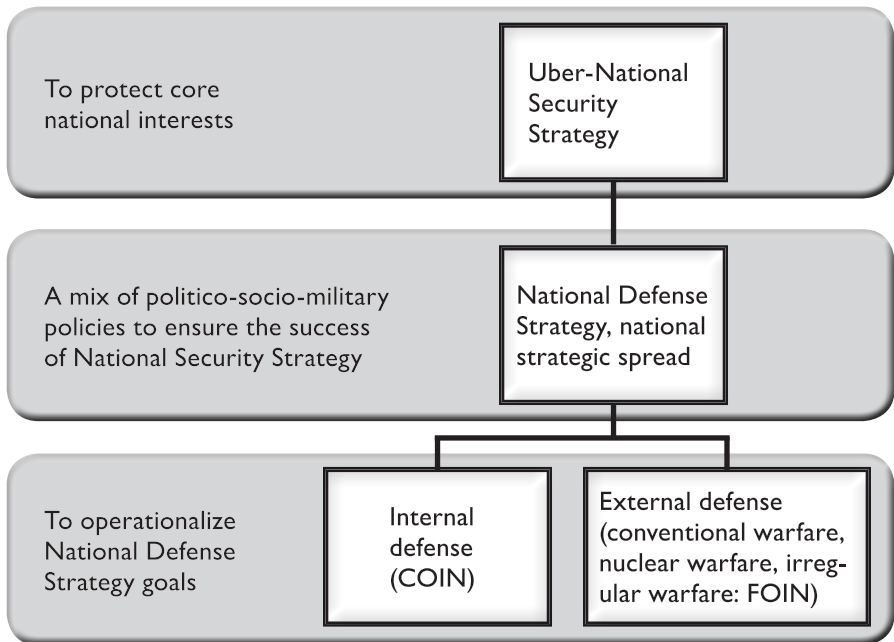 To protect core
national interests
Uber-National
Security
Strategy
A mix of politico-socio-military
policies to ensure the success
of National Security Strategy
National Defense
Strategy, national
strategic spread
To operationalize
National Defense
Strategy goals
Internal
defense
(COIN)
External defense
(conventional warfare,
nuclear warfare, irreg-
ular warfare: FOIN)